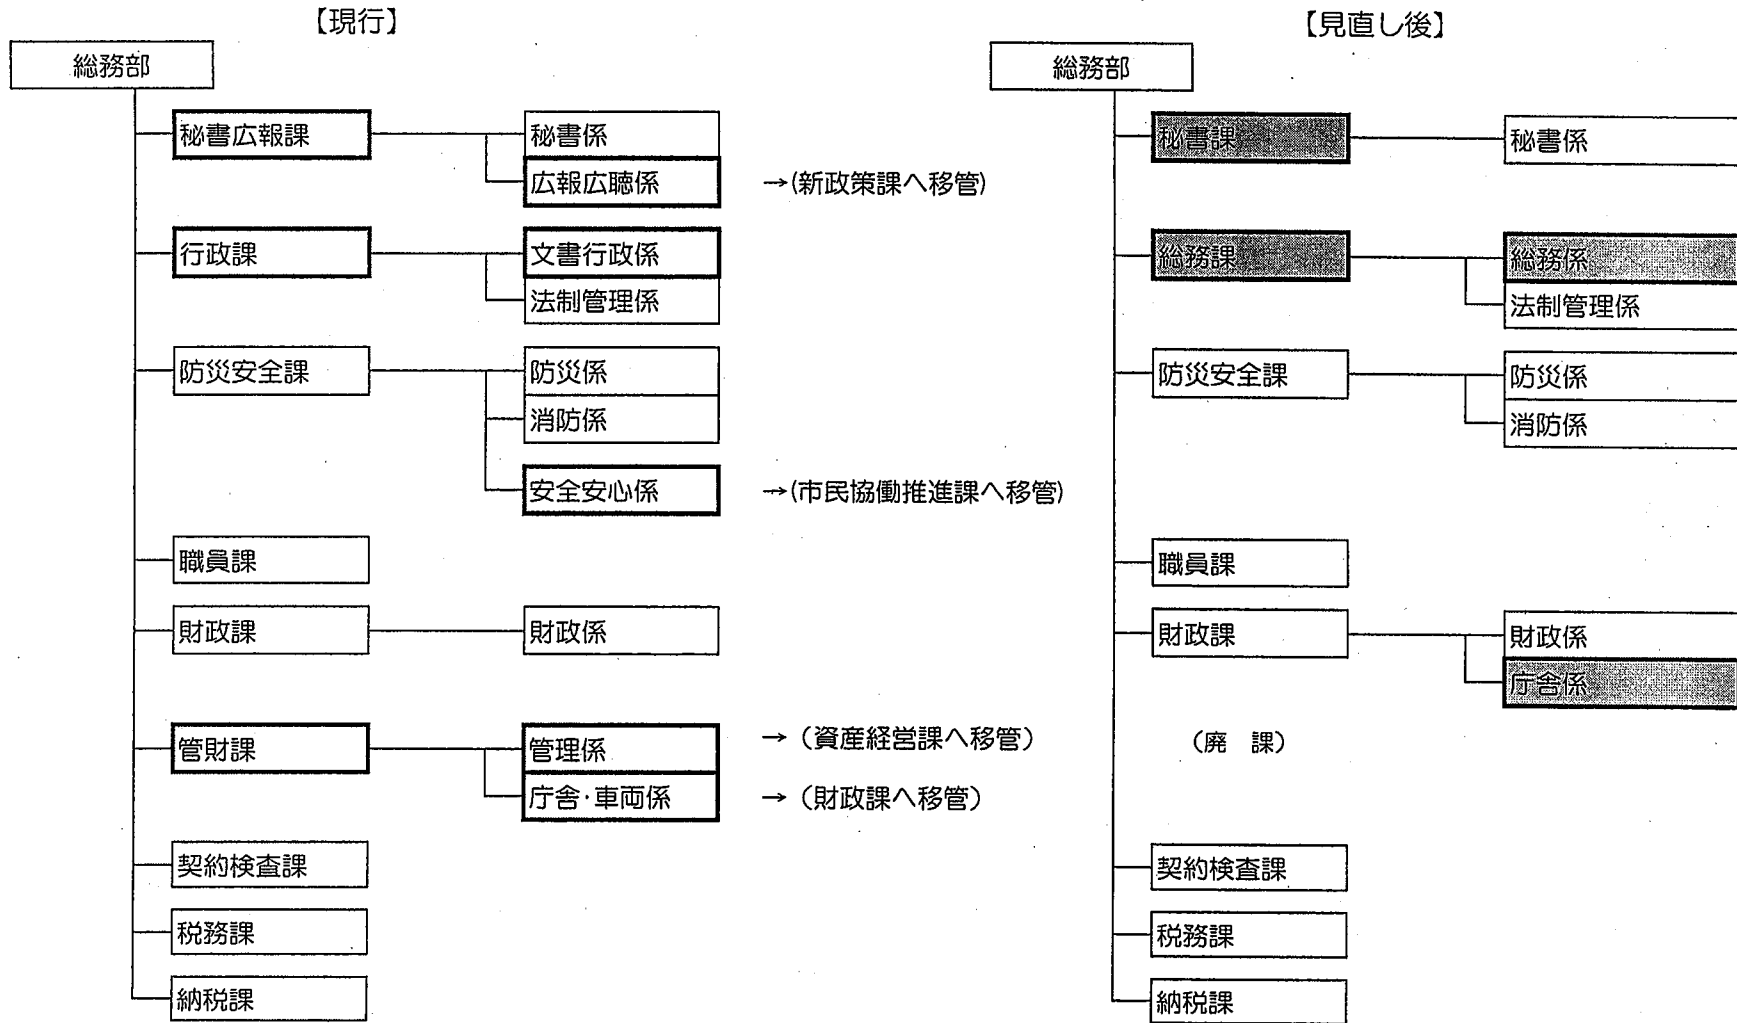 【現行】
総務部
秘書広報課
秘書係
広報広聴係
→(新政策課へ移管)
行政課
文書行政係
法制管理係
防災安全課
防災係
消防係
安全安心係
→(市民協働推進課へ移管)
職員課
財政課
財政係
管財課
管理係
→（資産経営課へ移管）
庁舎・車両係
→（財政課へ移管）
契約検査課
税務課
納税課
【見直し後】
総務部
秘書課
秘書係
総務課
総務係
法制管理係
防災安全課
防災係
消防係
職員課
財政課
財政係
庁舎係
（廃　課）
契約検査課
税務課
納税課